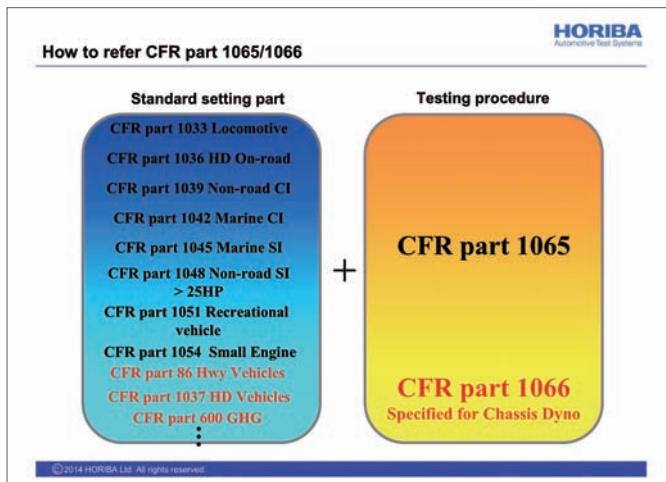 HORIBA
Automotive Test Systems
How to refer CFR part 1065/1066
Standard setting part
CFR part 1033 Locomotive
CFR part 1036 HD On-road
CFR part 1039 Non-road CI
CFR part 1042 Marine CI
CFR part 1045 Marine SI
CFR part 1048 Non-road SI
> 25HP
CFR part 1051 Recreational
vehicle
CFR part 1054 Small Engine
CFR part 86 Hwy Vehicles
CFR part 1037 HD Vehicles
CFR part 600 GHG
+
Testing procedure
CFR part 1065
CFR part 1066
Specified for Chassis Dyno
©2014 HORIBA Ltd. All rights reserved.